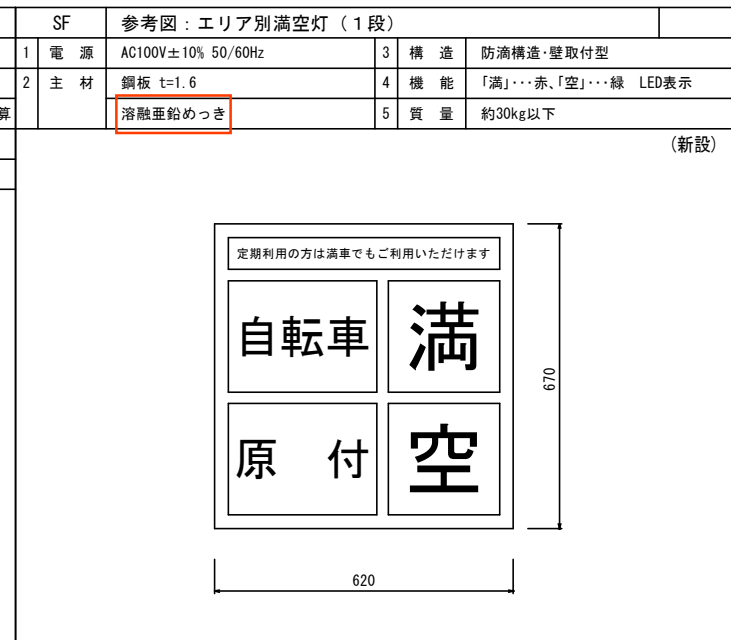 SF 参考図：エリア別満空灯（１段）
1 電源 AC100V±10% 50/60Hz 3 構造 防滴構造･壁取付型
2 主材 鋼板 t=1.6 4 機能 ｢満｣･･･赤、｢空｣･･･緑 LED表示
算 溶融亜鉛めっき 5 質量 約30kg以下
(新設)
定期利用の方は満車でもご利用いただけます
自転車 満
670
原 付 空
620